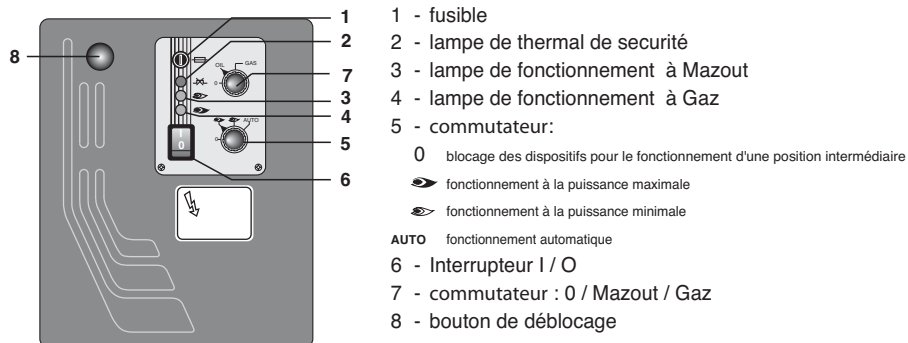 1
2
3
4
5
6
7
8
OIL
GAS
0
AUTO
0
I
0
1 - fusible
2 - lampe de thermal de securité
3 - lampe de fonctionnement à Mazout
4 - lampe de fonctionnement à Gaz
5 - commutateur:
0 blocage des dispositifs pour le fonctionnement d'une position intermédiaire
fonctionnement à la puissance maximale
fonctionnement à la puissance minimale
AUTO fonctionnement automatique
6 - Interrupteur I / O
7 - commutateur : 0 / Mazout / Gaz
8 - bouton de déblocage